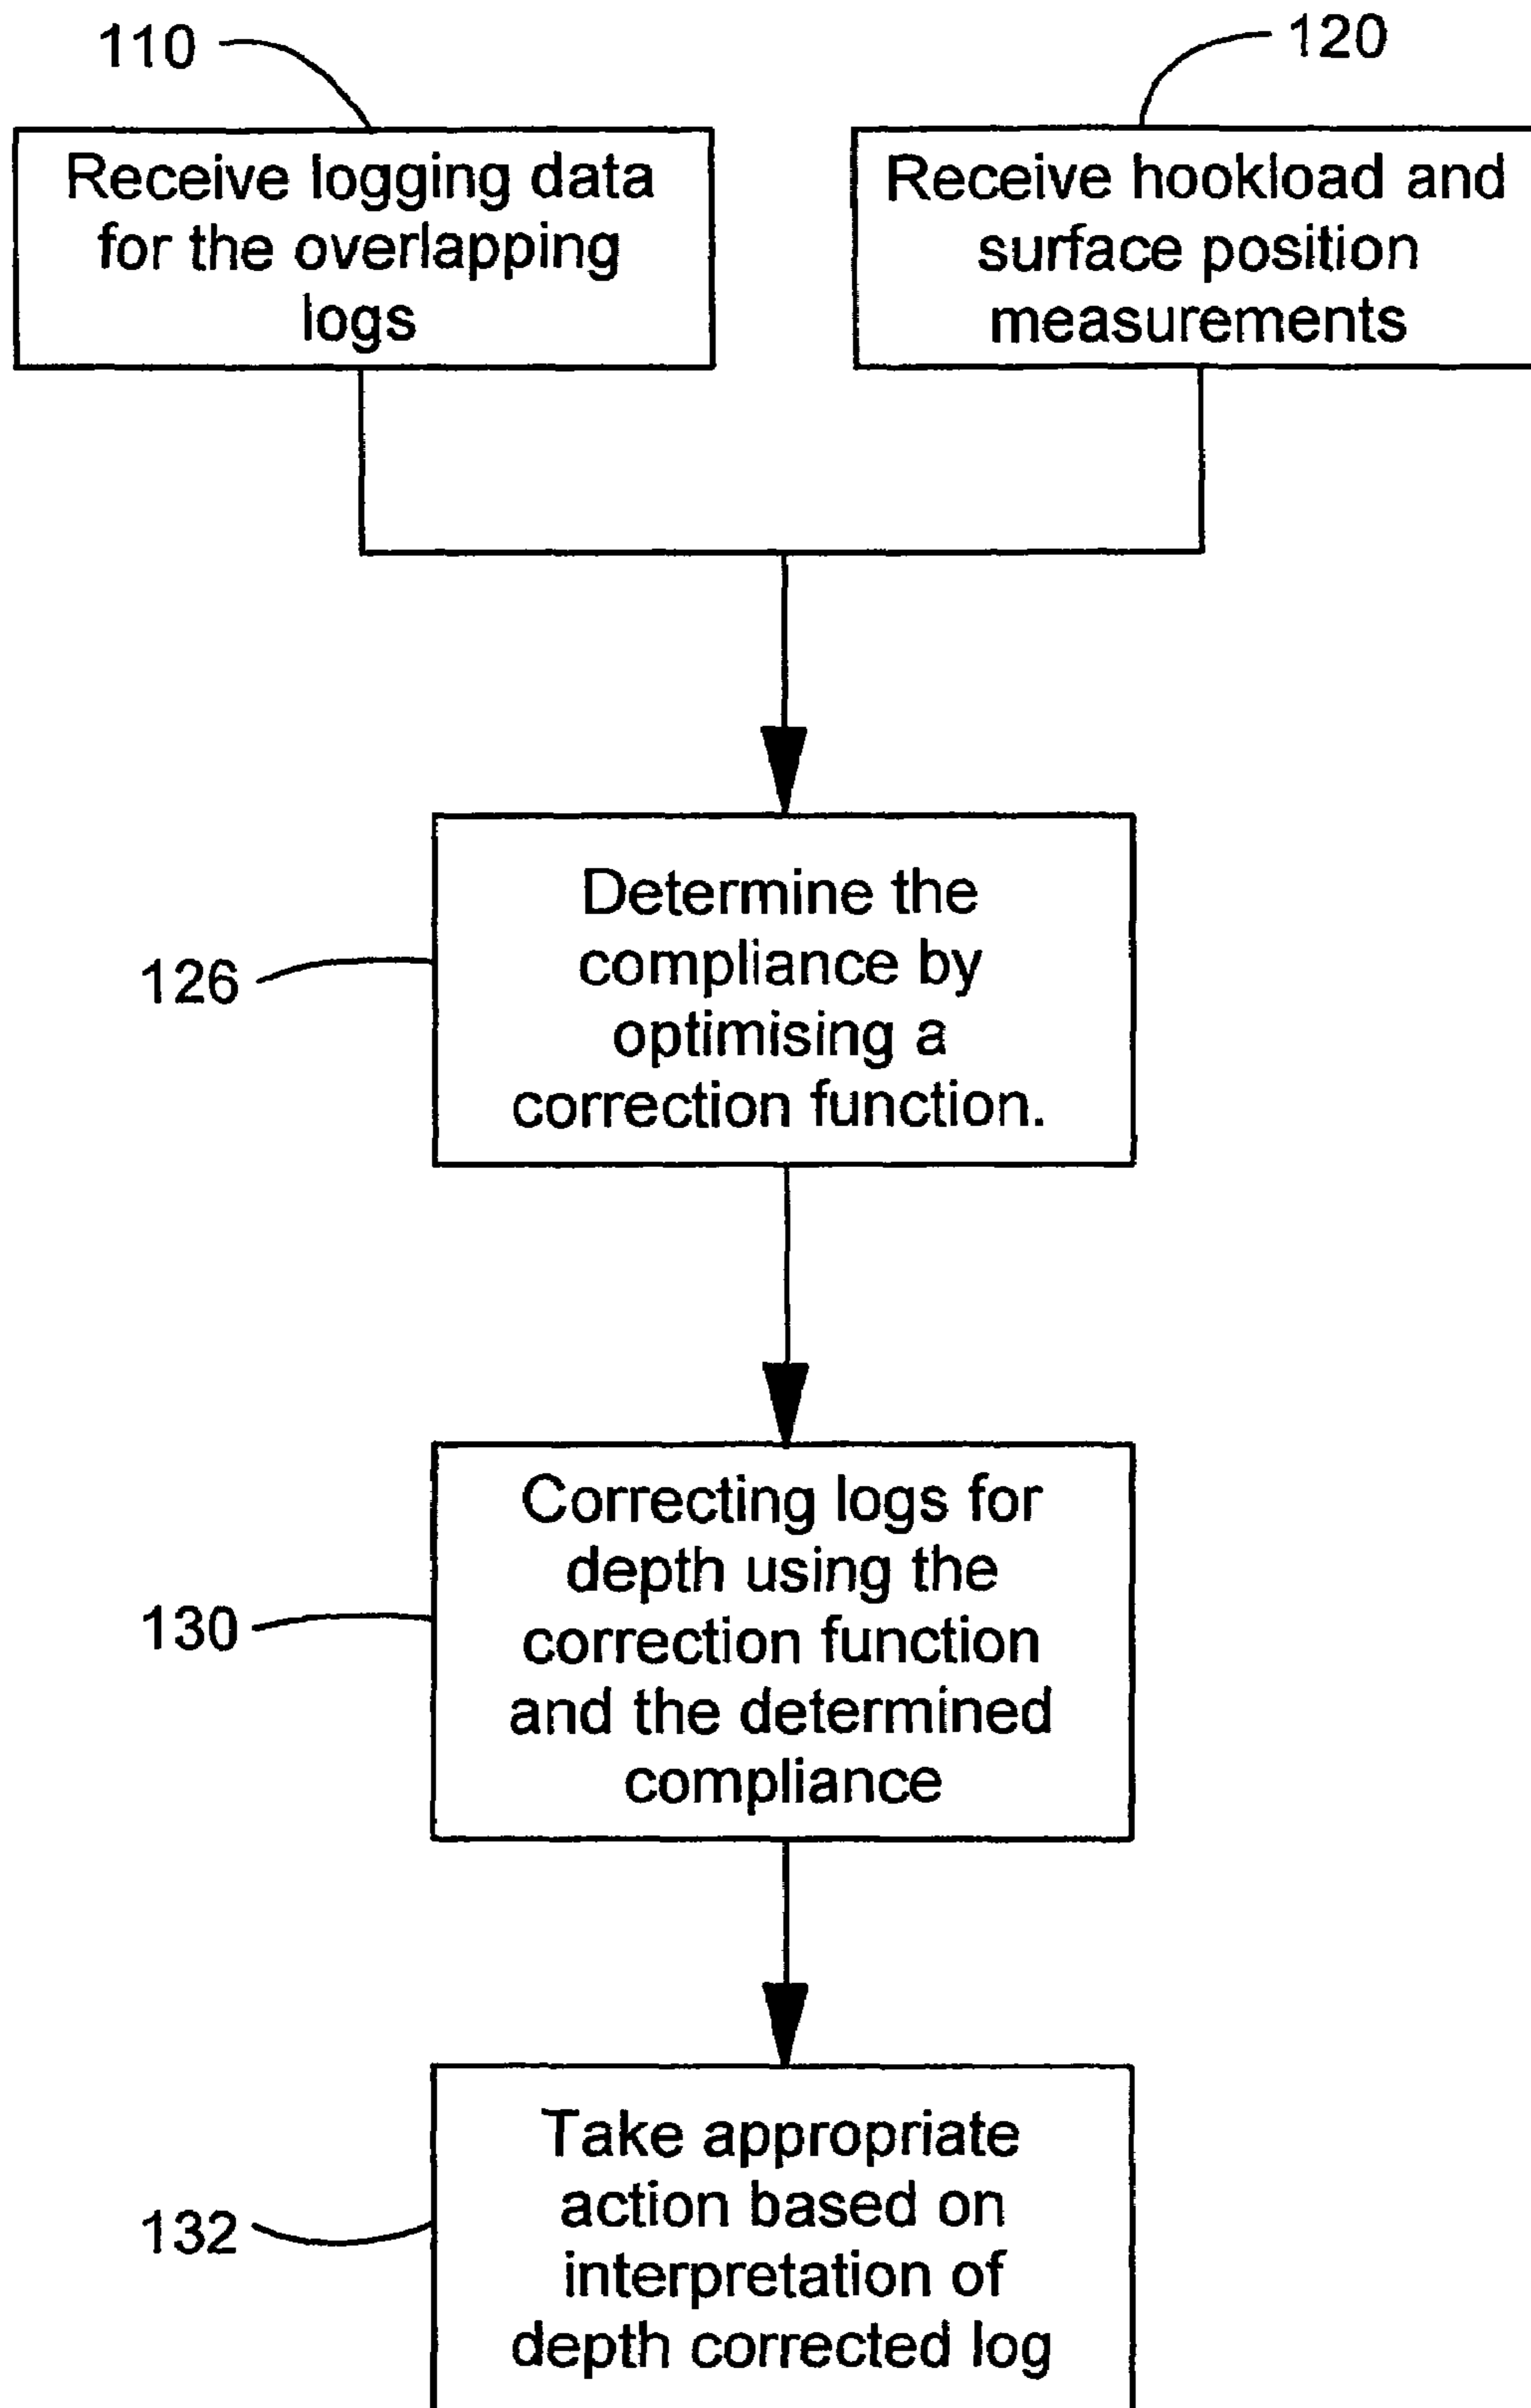 110
120
Receive logging data
for the overlapping
logs
Receive hookload and
surface position
measurements
126
Determine the
compliance by
optimising a
correction function.
130
Correcting logs for
depth using the
correction function
and the determined
compliance
132
Take appropriate
action based on
interpretation of
depth corrected log